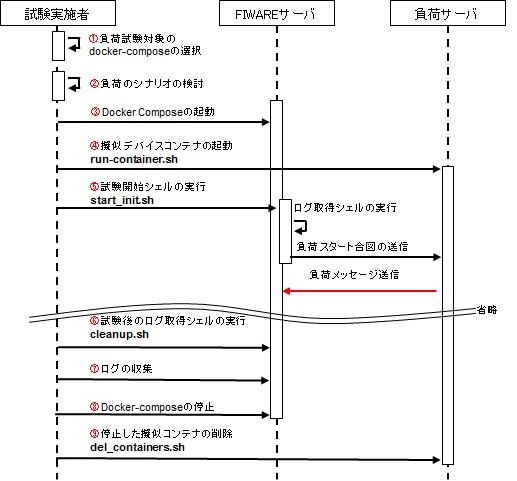 試験実施者
FIWAREサーバ
負荷サーバ
①負荷試験対象の
docker-composeの選択
②負荷のシナリオの検討
③Docker Composeの起動
④擬似デバイスコンテナの起動
run-container.sh
⑤試験開始シェルの実行
start_init.sh
ログ取得シェルの実行
負荷スタート合図の送信
負荷メッセージ送信
省略
⑥試験後のログ取得シェルの実行
cleanup.sh
⑦ログの収集
⑧Docker-composeの停止
⑨停止した擬似コンテナの削除
del_containers.sh